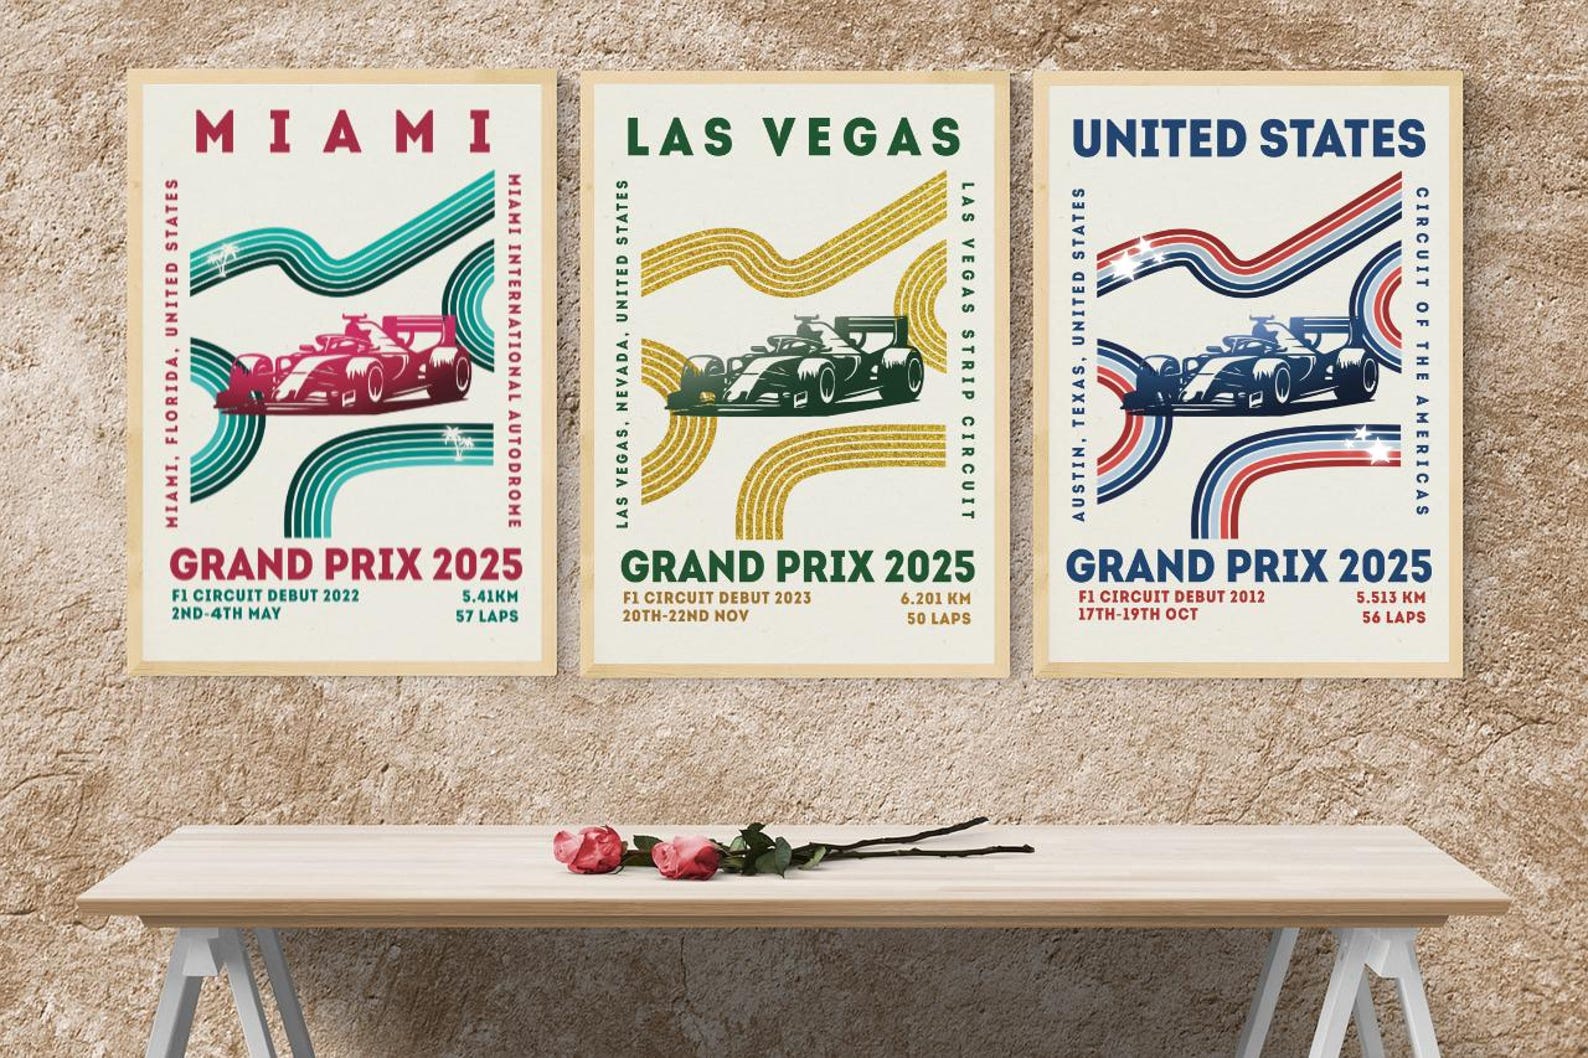 MIAMI
MIAMI, FLORIDA, UNITED STATES
MIAMI INTERNATIONAL AUTODROME
GRAND PRIX 2025
F1 CIRCUIT DEBUT 2022
5.41KM
2ND-4TH MAY
57 LAPS
LAS VEGAS
LAS VEGAS, NEVADA, UNITED STATES
LAS VEGAS STRIP CIRCUIT
GRAND PRIX 2025
F1 CIRCUIT DEBUT 2023
6.201 KM
20TH-22ND NOV
50 LAPS
UNITED STATES
AUSTIN, TEXAS, UNITED STATES
CIRCUIT OF THE AMERICAS
GRAND PRIX 2025
F1 CIRCUIT DEBUT 2012
5.513 KM
17TH-19TH OCT
56 LAPS